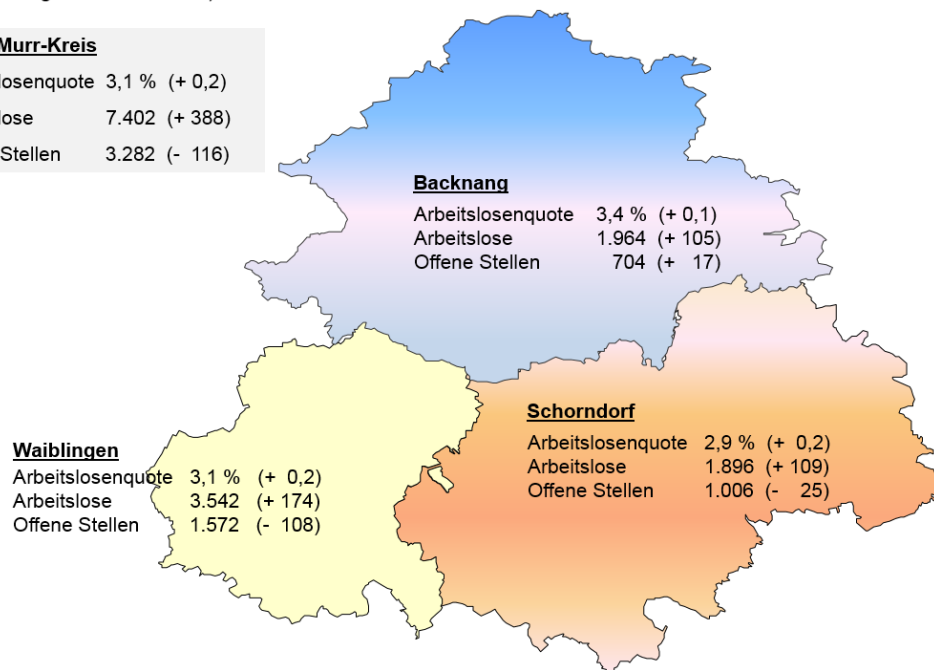 Murr-Kreis
losenquote 3,1 % (+ 0,2)
lose 7.402 (+ 388)
Stellen 3.282 (- 116)
Backnang
Arbeitslosenquote 3,4 % (+ 0,1)
Arbeitslose 1.964 (+ 105)
Offene Stellen 704 (+ 17)
Schorndorf
Arbeitslosenquote 2,9 % (+ 0,2)
Arbeitslose 1.896 (+ 109)
Offene Stellen 1.006 (- 25)
Waiblingen
Arbeitslosenquote 3,1 % (+ 0,2)
Arbeitslose 3.542 (+ 174)
Offene Stellen 1.572 (- 108)